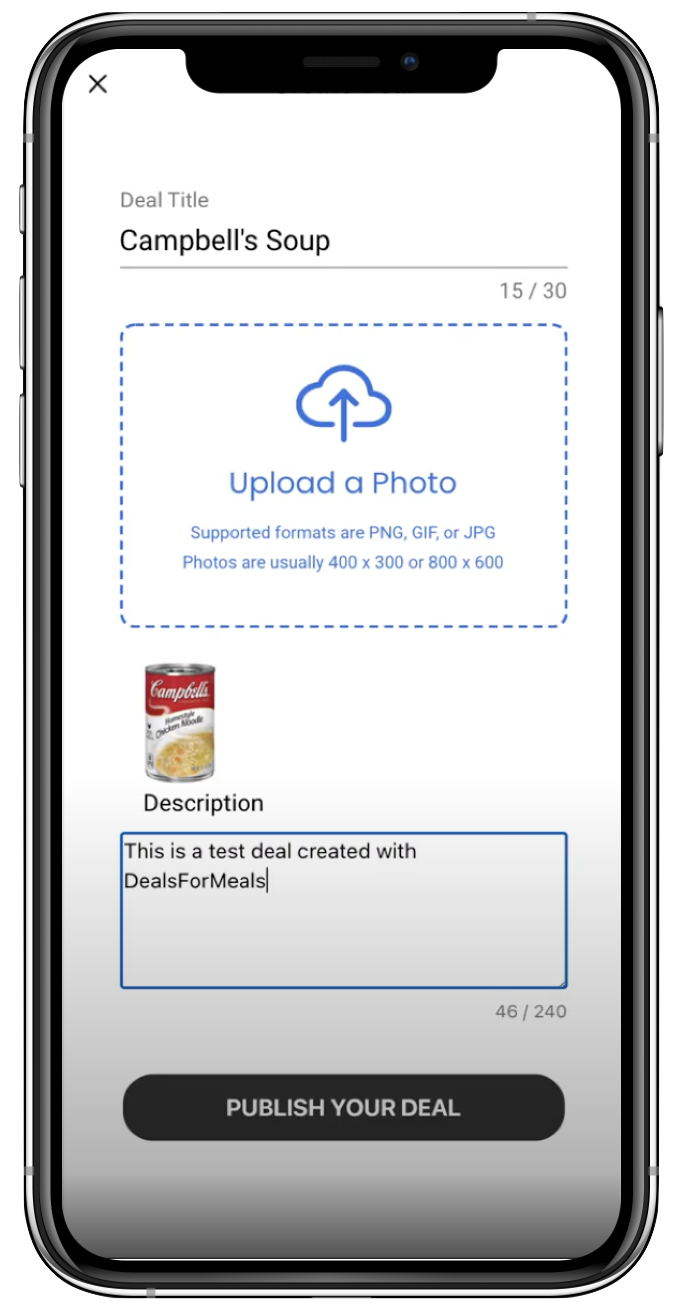 Deal Title
Campbell's Soup
15 / 30
Upload a Photo
Supported formats are PNG, GIF, or JPG
Photos are usually 400 x 300 or 800 x 600
Campbell's
Homestyle
Chicken Noodle
Description
This is a test deal created with
DealsForMeals
46 / 240
PUBLISH YOUR DEAL